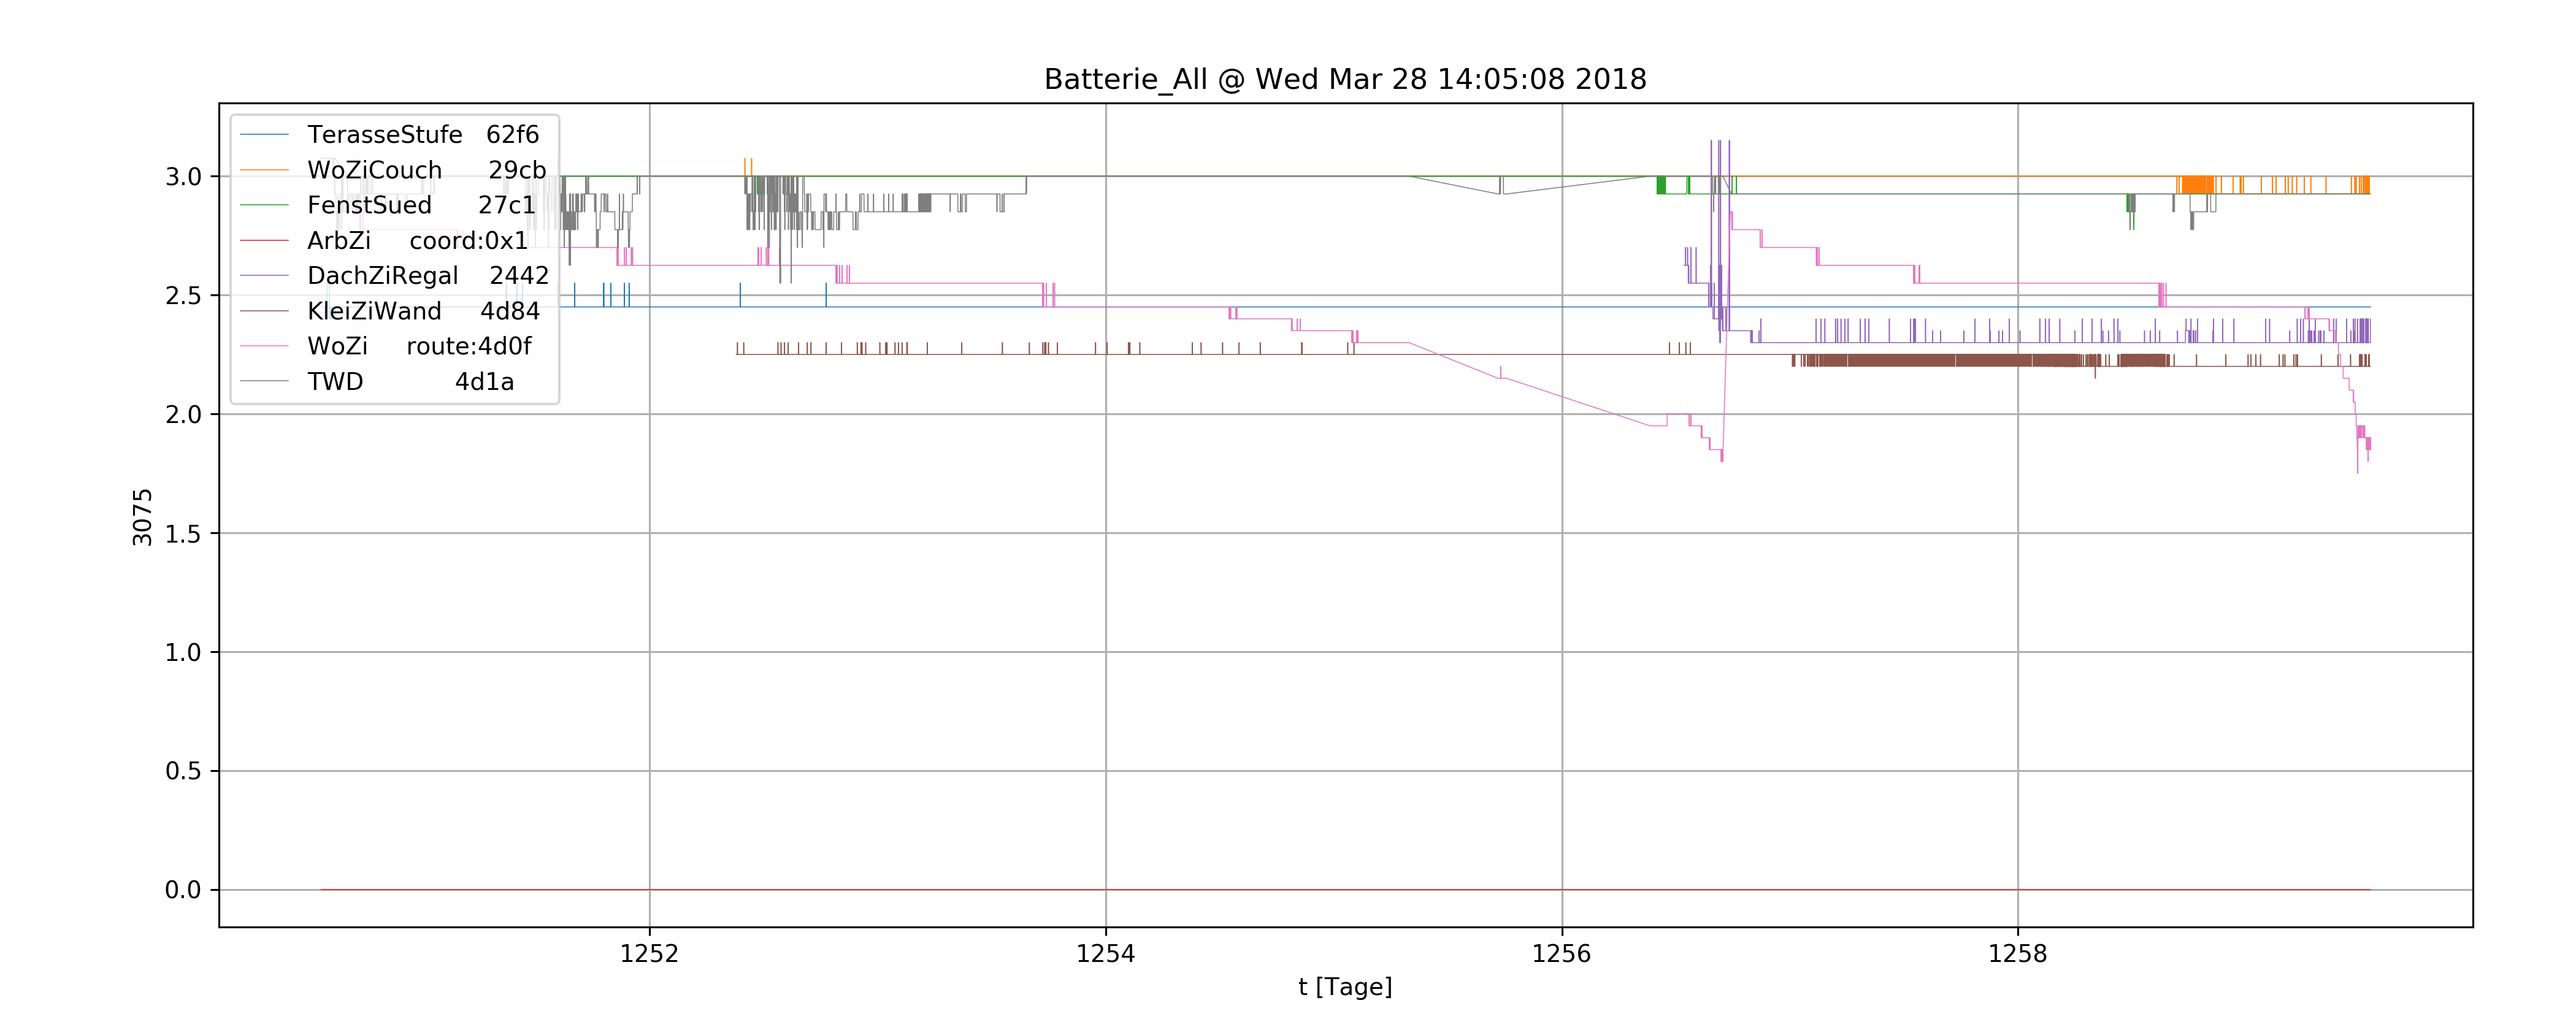 Batterie_All @ Wed Mar 28 14:05:08 2018
TerasseStufe 62f6
WoZiCouch 29cb
FenstSued 27c1
ArbZi coord:0x1
DachZiRegal 2442
KleiZiWand 4d84
WoZi route:4d0f
TWD 4d1a
3.0
2.5
2.0
1.5
1.0
0.5
0.0
3075
1252 1254 1256 1258
t [Tage]